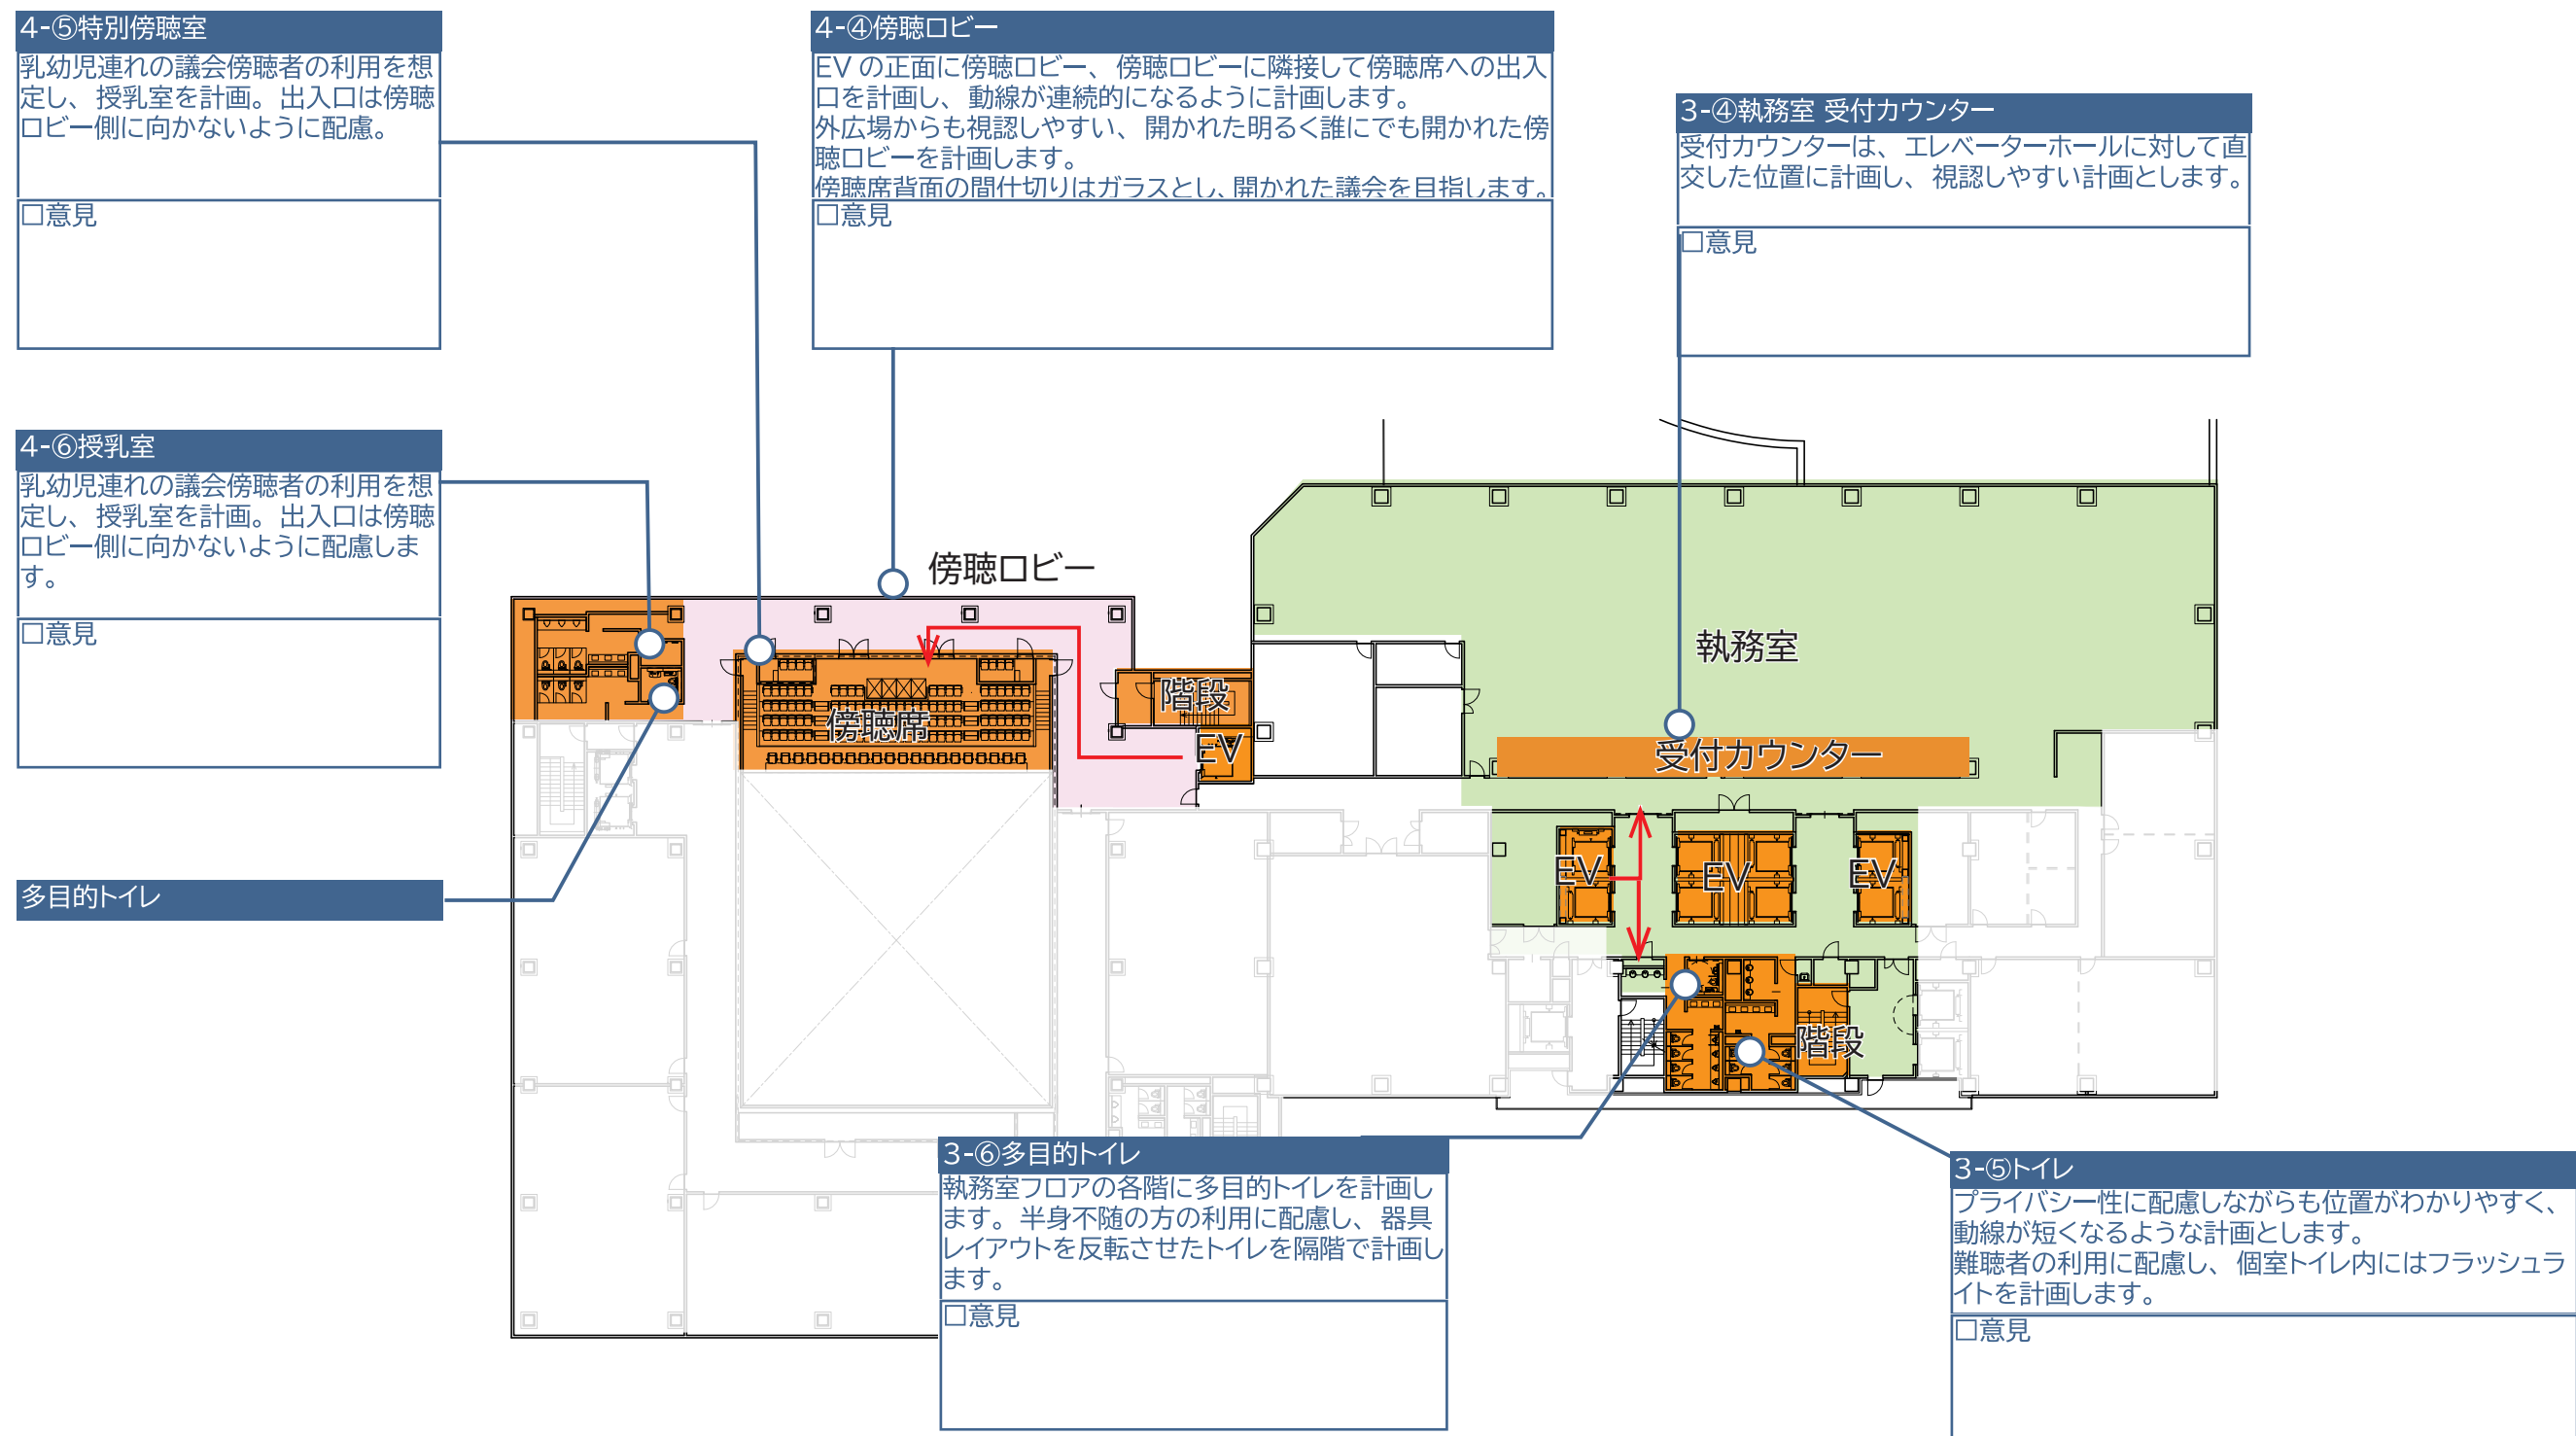 4-⑤特別傍聴室
乳幼児連れの議会傍聴者の利用を想
定し、授乳室を計画。出入口は傍聴
ロビー側に向かないように配慮。
□意見
4-④傍聴ロビー
EV の正面に傍聴ロビー、傍聴ロビーに隣接して傍聴席への出入
口を計画し、動線が連続的になるように計画します。
外広場からも視認しやすい、開かれた明るく誰にでも開かれた傍
聴ロビーを計画します。
傍聴席背面の間仕切りはガラスとし、開かれた議会を目指します。
□意見
3-④執務室 受付カウンター
受付カウンターは、エレベーターホールに対して直
交した位置に計画し、視認しやすい計画とします。
□意見
4-⑥授乳室
乳幼児連れの議会傍聴者の利用を想
定し、授乳室を計画。出入口は傍聴
ロビー側に向かないように配慮しま
す。
□意見
多目的トイレ
傍聴ロビー
傍聴席
階段
EV
執務室
受付カウンター
EV
EV
EV
階段
3-⑥多目的トイレ
執務室フロアの各階に多目的トイレを計画し
ます。半身不随の方の利用に配慮し、器具
レイアウトを反転させたトイレを隔階で計画し
ます。
□意見
3-⑤トイレ
プライバシー性に配慮しながらも位置がわかりやすく、
動線が短くなるような計画とします。
難聴者の利用に配慮し、個室トイレ内にはフラッシュラ
イトを計画します。
□意見